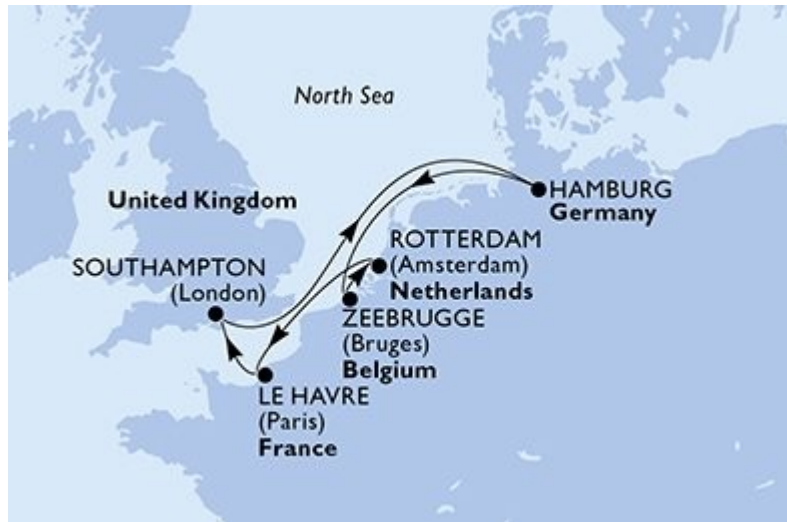 North Sea
United Kingdom
HAMBURG
Germany
ROTTERDAM
(Amsterdam)
Netherlands
SOUTHAMPTON
(London)
ZEEBRUGGE
(Bruges)
Belgium
LE HAVRE
(Paris)
France